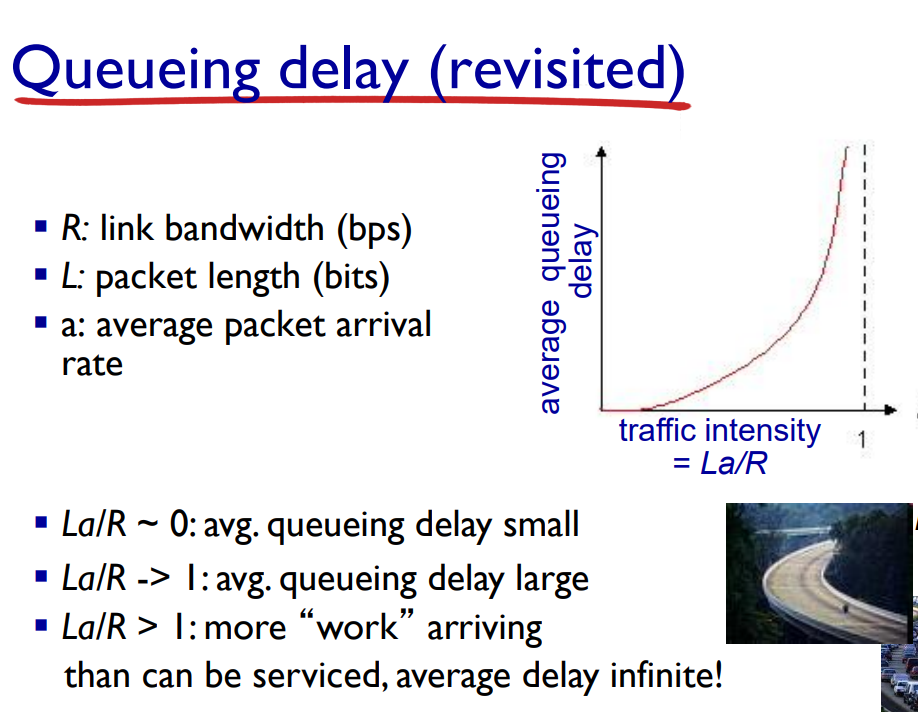 Queueing delay (revisited)
R: link bandwidth (bps)
L: packet length (bits)
a: average packet arrival
rate
average queueing
delay
traffic intensity
= La/R
1
La/R ~ 0: avg. queueing delay small
La/R -> 1: avg. queueing delay large
La/R > 1: more “work” arriving
than can be serviced, average delay infinite!